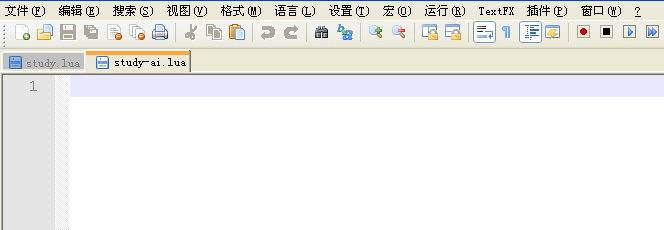 文件(F) 编辑(E) 搜索(S) 视图(V) 格式(M) 语言(L) 设置(T) 宏(O) 运行(R) TextFX 插件(P) 窗口(W) ?
study.lua study-ai.lua
1